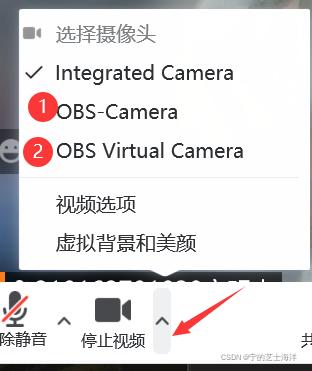 选择摄像头
Integrated Camera
1 OBS-Camera
2 OBS Virtual Camera
视频选项
虚拟背景和美颜
除静音
停止视频
共
CSDN @宁的芝士海洋